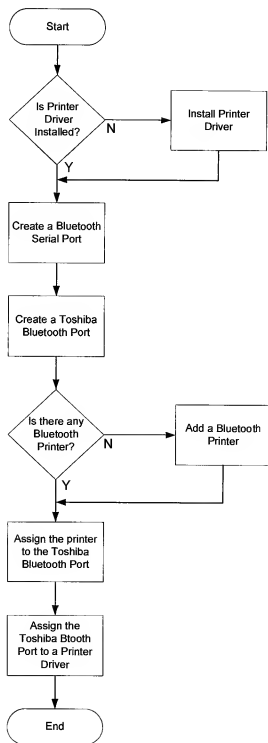 Start
Is Printer
Driver
Installed?
N
Install Printer
Driver
Y
Create a Bluetooth
Serial Port
Create a Toshiba
Bluetooth Port
Is there any
Bluetooth
Printer?
N
Add a Bluetooth
Printer
Y
Assign the printer
to the Toshiba
Bluetooth Port
Assign the
Toshiba Btooth
Port to a Printer
Driver
End